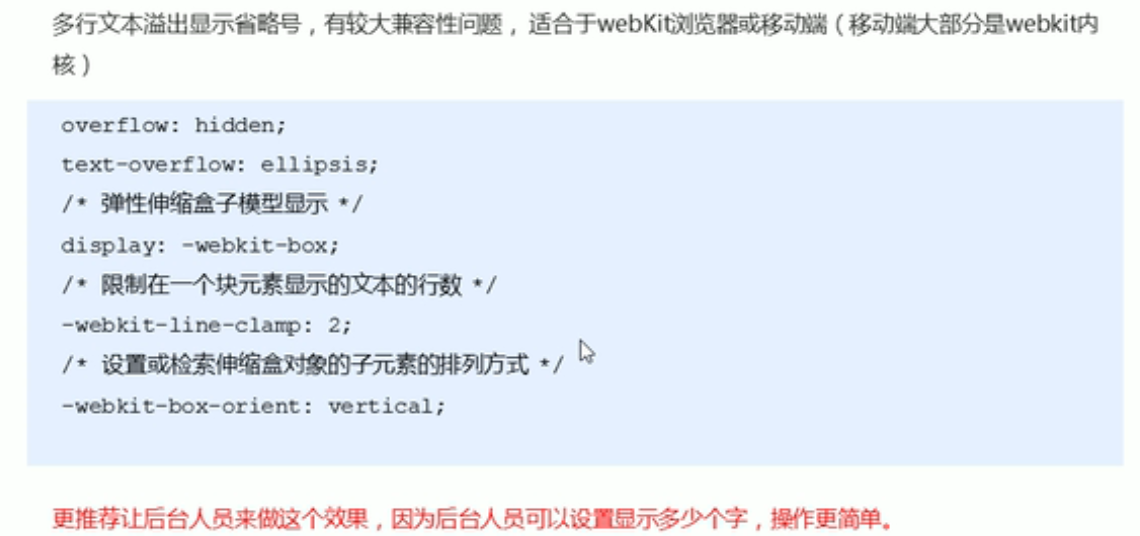 多行文本溢出显示省略号，有较大兼容性问题， 适合于webKit浏览器或移动端（移动端大部分是webkit内
核）
overflow: hidden;
text-overflow: ellipsis;
/* 弹性伸缩盒子模型显示 */
display: -webkit-box;
/* 限制在一个块元素显示的文本的行数 */
-webkit-line-clamp: 2;
/* 设置或检索伸缩盒对象的子元素的排列方式 */
-webkit-box-orient: vertical;
更推荐让后台人员来做这个效果，因为后台人员可以设置显示多少个字，操作更简单。